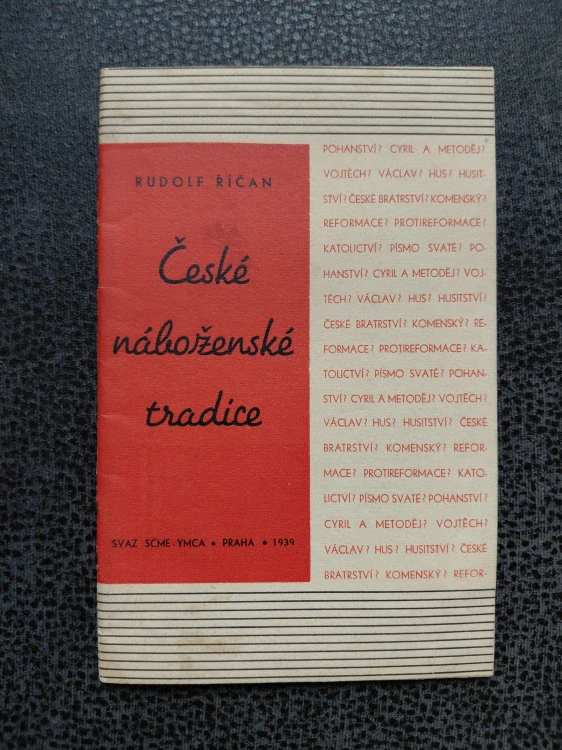 RUDOLF ŘÍČAN
České
náboženské
tradice
SVAZ SČME-YMCA • PRAHA • 1939
POHANSTVÍ? CYRIL A METODĚJ?
VOJTĚCH? VÁCLAV? HUS? HUSIT-
STVÍ? ČESKÉ BRATRSTVÍ? KOMENSKÝ?
REFORMACE? PROTIREFORMACE?
KATOLICTVÍ? PÍSMO SVATÉ? PO-
HANSTVÍ? CYRIL A METODĚJ? VOJ-
TĚCH? VÁCLAV? HUS? HUSITSTVÍ?
ČESKÉ BRATRSTVÍ? KOMENSKÝ? RE-
FORMACE? PROTIREFORMACE? KA-
TOLICTVÍ? PÍSMO SVATÉ? POHAN-
STVÍ? CYRIL A METODĚJ? VOJTĚCH?
VÁCLAV? HUS? HUSITSTVÍ? ČESKÉ
BRATRSTVÍ? KOMENSKÝ? REFOR-
MACE? PROTIREFORMACE? KATO-
LICTVÍ? PÍSMO SVATÉ? POHANSTVÍ?
CYRIL A METODĚJ? VOJTĚCH?
VÁCLAV? HUS? HUSITSTVÍ? ČESKÉ
BRATRSTVÍ? KOMENSKÝ? REFOR-